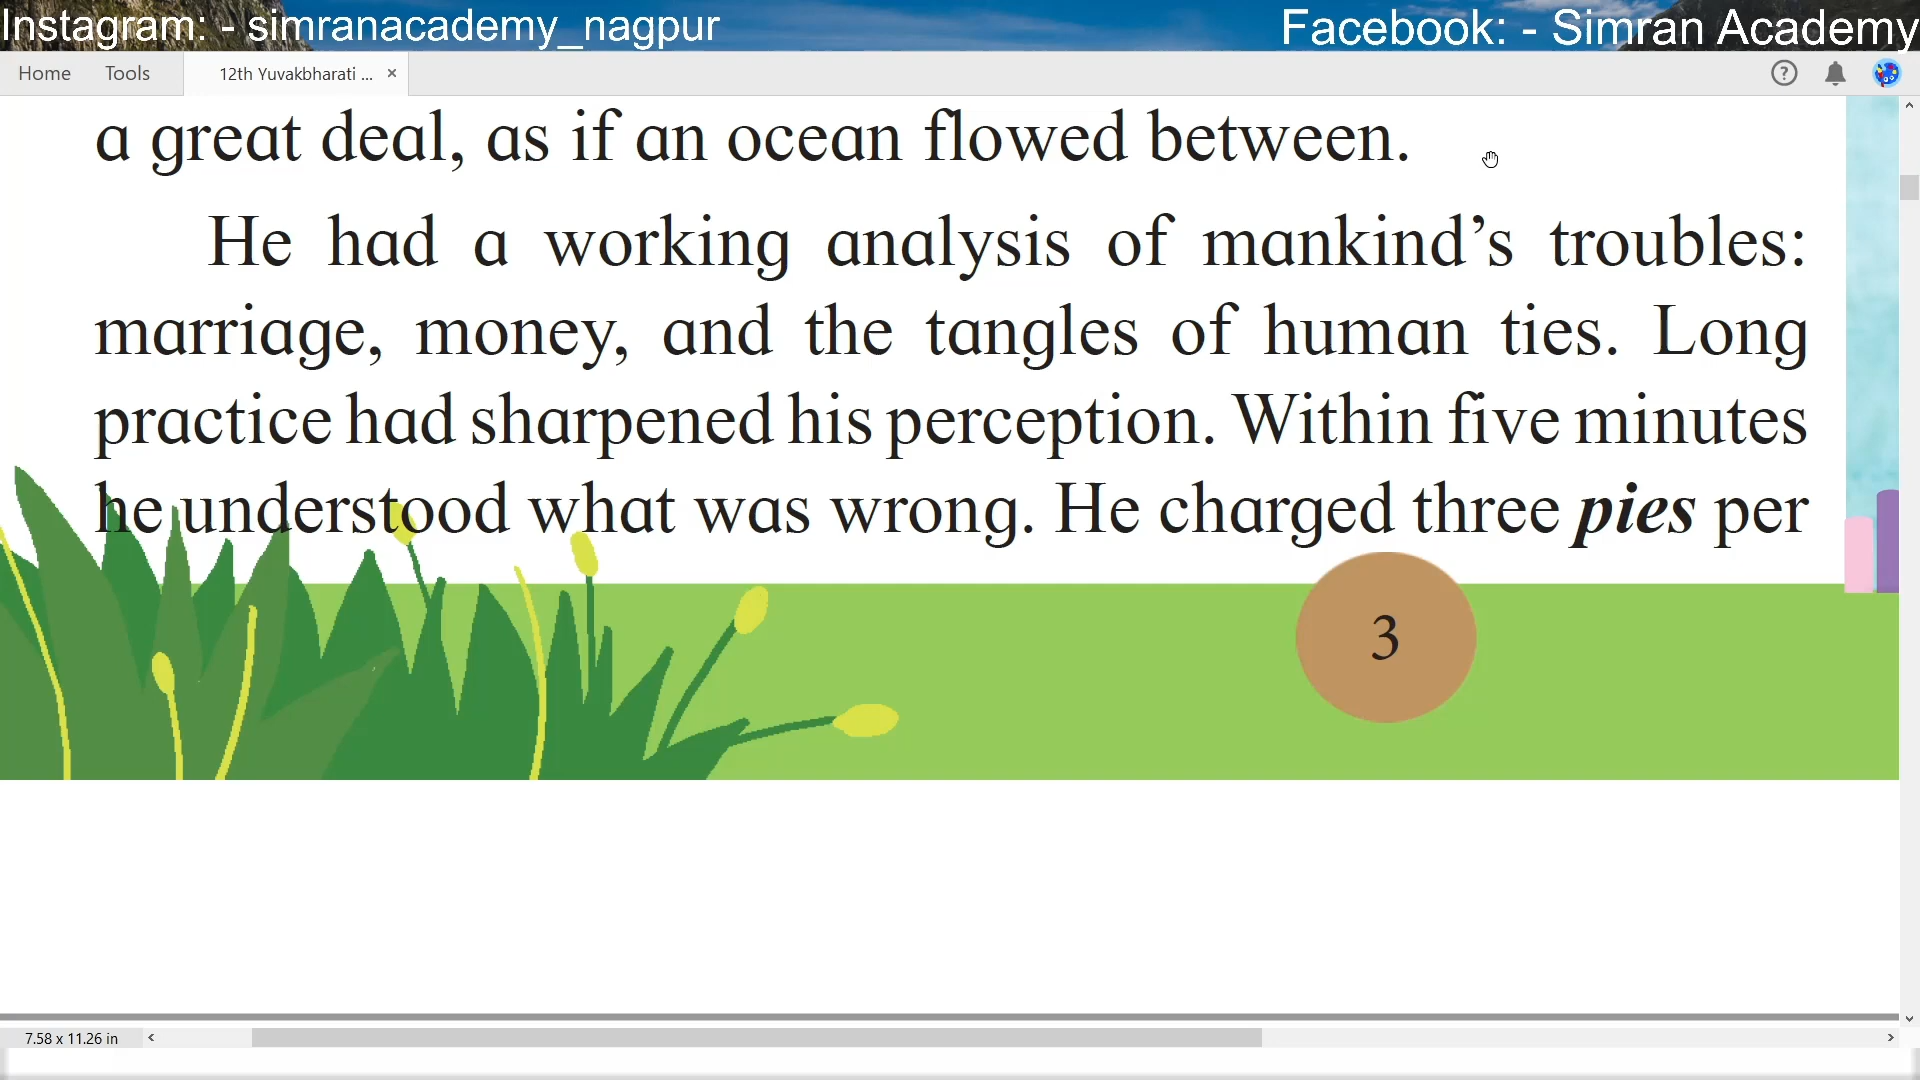 Instagram: - simranacademy_nagpur
Facebook: - Simran Academy
Home Tools 12th Yuvakbharati ... ×
a great deal, as if an ocean flowed between.
He had a working analysis of mankind’s troubles:
marriage, money, and the tangles of human ties. Long
practice had sharpened his perception. Within five minutes
he understood what was wrong. He charged three pies per
3
7.58 x 11.26 in